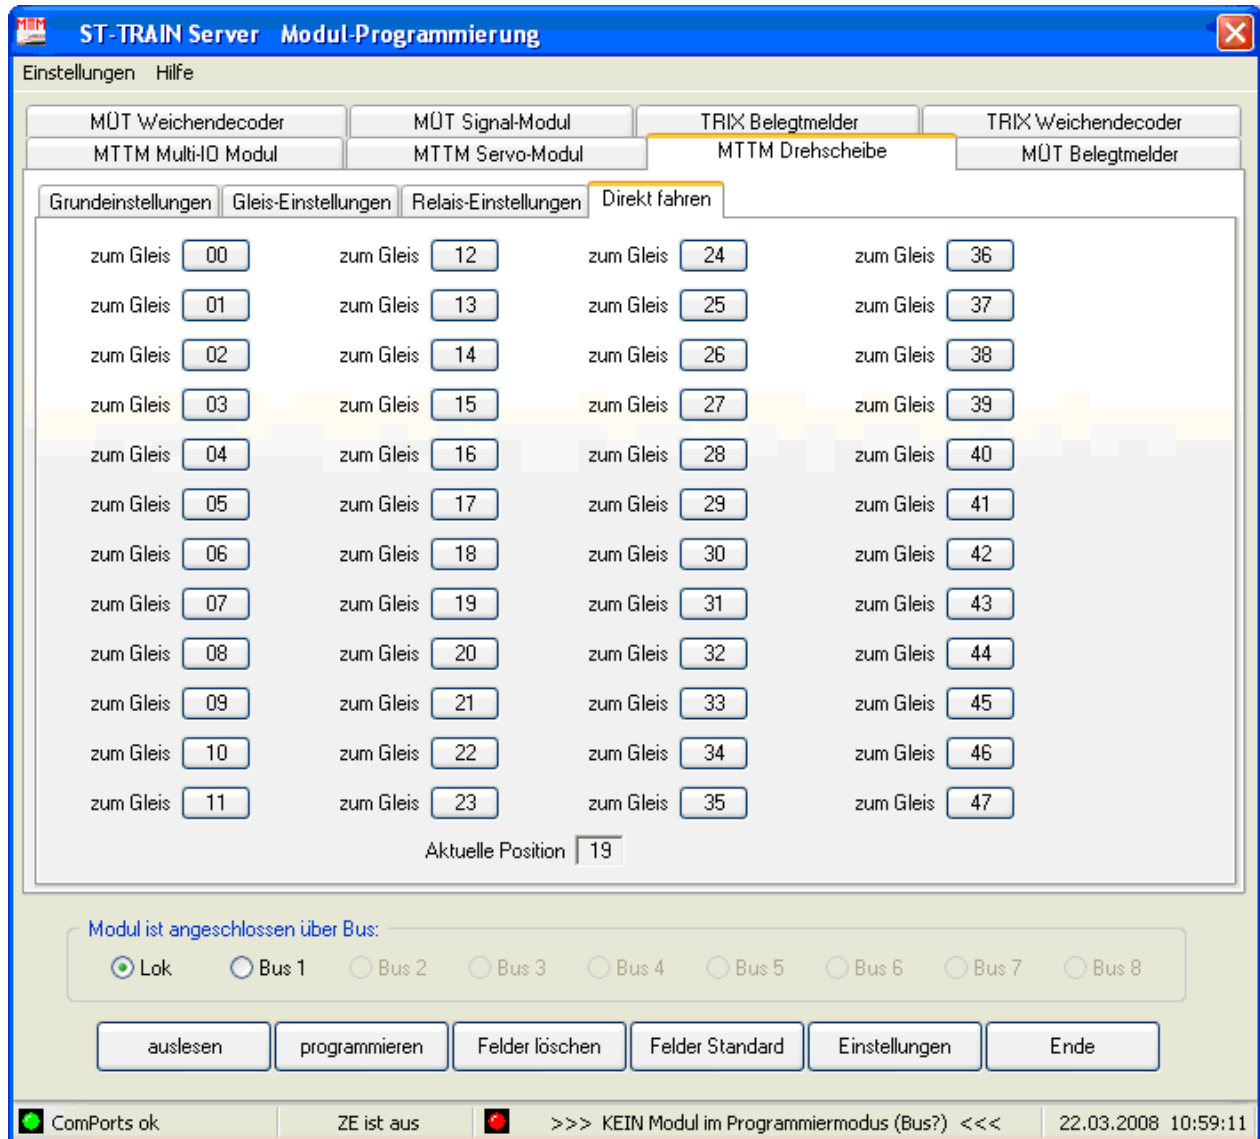 MTTM ST-TRAIN Server Modul-Programmierung
Einstellungen Hilfe
MÜT Weichendecoder MÜT Signal-Modul TRIX Belegtmelder TRIX Weichendecoder
MTTM Multi-IO Modul MTTM Servo-Modul MTTM Drehscheibe MÜT Belegtmelder
Grundeinstellungen Gleis-Einstellungen Relais-Einstellungen Direkt fahren
zum Gleis 00 zum Gleis 12 zum Gleis 24 zum Gleis 36
zum Gleis 01 zum Gleis 13 zum Gleis 25 zum Gleis 37
zum Gleis 02 zum Gleis 14 zum Gleis 26 zum Gleis 38
zum Gleis 03 zum Gleis 15 zum Gleis 27 zum Gleis 39
zum Gleis 04 zum Gleis 16 zum Gleis 28 zum Gleis 40
zum Gleis 05 zum Gleis 17 zum Gleis 29 zum Gleis 41
zum Gleis 06 zum Gleis 18 zum Gleis 30 zum Gleis 42
zum Gleis 07 zum Gleis 19 zum Gleis 31 zum Gleis 43
zum Gleis 08 zum Gleis 20 zum Gleis 32 zum Gleis 44
zum Gleis 09 zum Gleis 21 zum Gleis 33 zum Gleis 45
zum Gleis 10 zum Gleis 22 zum Gleis 34 zum Gleis 46
zum Gleis 11 zum Gleis 23 zum Gleis 35 zum Gleis 47
Aktuelle Position 19
Modul ist angeschlossen über Bus:
Lok Bus 1 Bus 2 Bus 3 Bus 4 Bus 5 Bus 6 Bus 7 Bus 8
auslesen programmieren Felder löschen Felder Standard Einstellungen Ende
ComPorts ok ZE ist aus >>> KEIN Modul im Programmiermodus (Bus?) <<< 22.03.2008 10:59:11